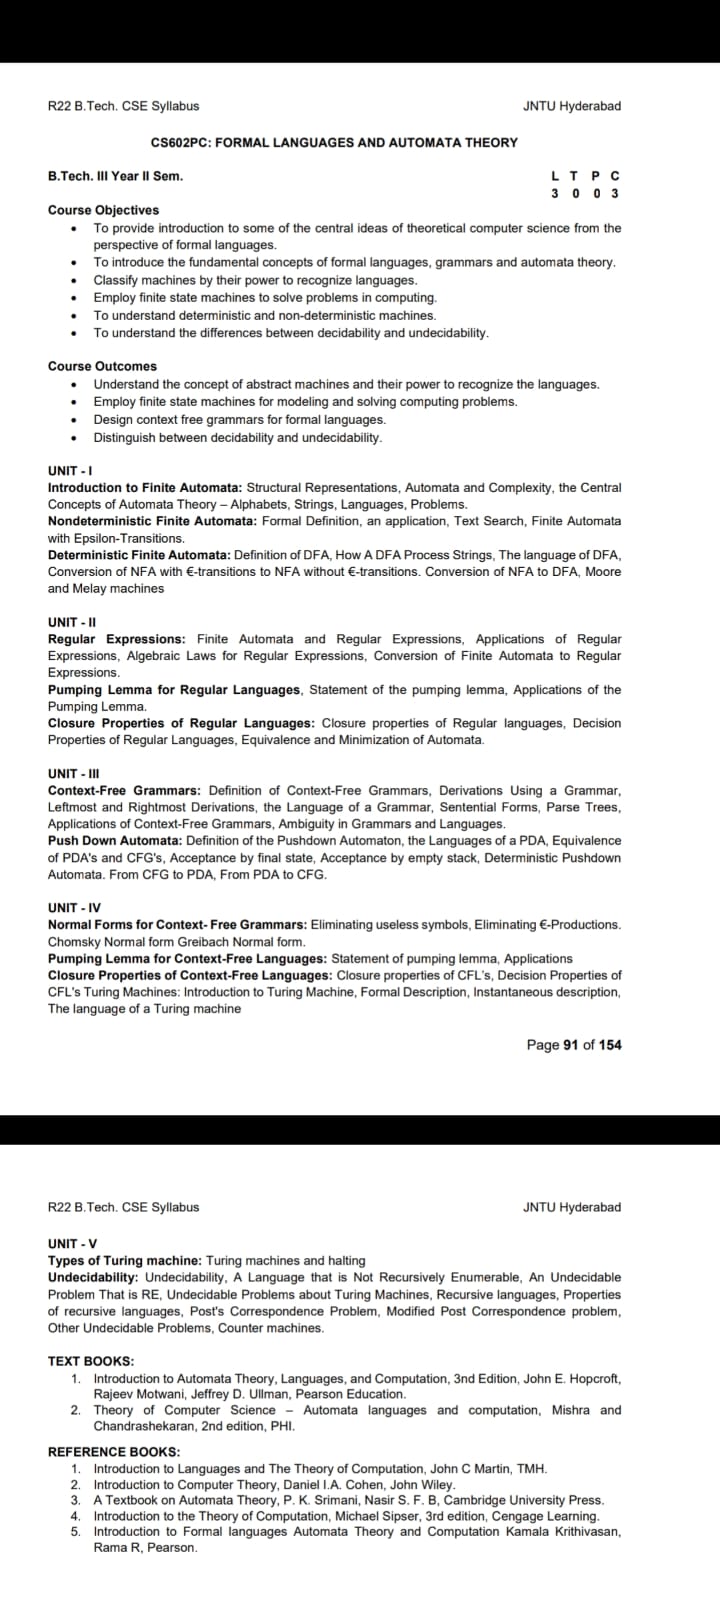 R22 B.Tech. CSE Syllabus JNTU Hyderabad
CS602PC: FORMAL LANGUAGES AND AUTOMATA THEORY
B.Tech. III Year II Sem. L T P C
3 0 0 3
Course Objectives
• To provide introduction to some of the central ideas of theoretical computer science from the
perspective of formal languages.
• To introduce the fundamental concepts of formal languages, grammars and automata theory.
• Classify machines by their power to recognize languages.
• Employ finite state machines to solve problems in computing.
• To understand deterministic and non-deterministic machines.
• To understand the differences between decidability and undecidability.
Course Outcomes
• Understand the concept of abstract machines and their power to recognize the languages.
• Employ finite state machines for modeling and solving computing problems.
• Design context free grammars for formal languages.
• Distinguish between decidability and undecidability.
UNIT - I
Introduction to Finite Automata: Structural Representations, Automata and Complexity, the Central
Concepts of Automata Theory – Alphabets, Strings, Languages, Problems.
Nondeterministic Finite Automata: Formal Definition, an application, Text Search, Finite Automata
with Epsilon-Transitions.
Deterministic Finite Automata: Definition of DFA, How A DFA Process Strings, The language of DFA,
Conversion of NFA with €-transitions to NFA without €-transitions. Conversion of NFA to DFA, Moore
and Melay machines
UNIT - II
Regular Expressions: Finite Automata and Regular Expressions, Applications of Regular
Expressions, Algebraic Laws for Regular Expressions, Conversion of Finite Automata to Regular
Expressions.
Pumping Lemma for Regular Languages, Statement of the pumping lemma, Applications of the
Pumping Lemma.
Closure Properties of Regular Languages: Closure properties of Regular languages, Decision
Properties of Regular Languages, Equivalence and Minimization of Automata.
UNIT - III
Context-Free Grammars: Definition of Context-Free Grammars, Derivations Using a Grammar,
Leftmost and Rightmost Derivations, the Language of a Grammar, Sentential Forms, Parse Trees,
Applications of Context-Free Grammars, Ambiguity in Grammars and Languages.
Push Down Automata: Definition of the Pushdown Automaton, the Languages of a PDA, Equivalence
of PDA's and CFG's, Acceptance by final state, Acceptance by empty stack, Deterministic Pushdown
Automata. From CFG to PDA, From PDA to CFG.
UNIT - IV
Normal Forms for Context- Free Grammars: Eliminating useless symbols, Eliminating €-Productions.
Chomsky Normal form Greibach Normal form.
Pumping Lemma for Context-Free Languages: Statement of pumping lemma, Applications
Closure Properties of Context-Free Languages: Closure properties of CFL's, Decision Properties of
CFL's Turing Machines: Introduction to Turing Machine, Formal Description, Instantaneous description,
The language of a Turing machine
Page 91 of 154
R22 B.Tech. CSE Syllabus JNTU Hyderabad
UNIT - V
Types of Turing machine: Turing machines and halting
Undecidability: Undecidability, A Language that is Not Recursively Enumerable, An Undecidable
Problem That is RE, Undecidable Problems about Turing Machines, Recursive languages, Properties
of recursive languages, Post's Correspondence Problem, Modified Post Correspondence problem,
Other Undecidable Problems, Counter machines.
TEXT BOOKS:
1. Introduction to Automata Theory, Languages, and Computation, 3nd Edition, John E. Hopcroft,
Rajeev Motwani, Jeffrey D. Ullman, Pearson Education.
2. Theory of Computer Science – Automata languages and computation, Mishra and
Chandrashekaran, 2nd edition, PHI.
REFERENCE BOOKS:
1. Introduction to Languages and The Theory of Computation, John C Martin, TMH.
2. Introduction to Computer Theory, Daniel I.A. Cohen, John Wiley.
3. A Textbook on Automata Theory, P. K. Srimani, Nasir S. F. B, Cambridge University Press.
4. Introduction to the Theory of Computation, Michael Sipser, 3rd edition, Cengage Learning.
5. Introduction to Formal languages Automata Theory and Computation Kamala Krithivasan,
Rama R, Pearson.